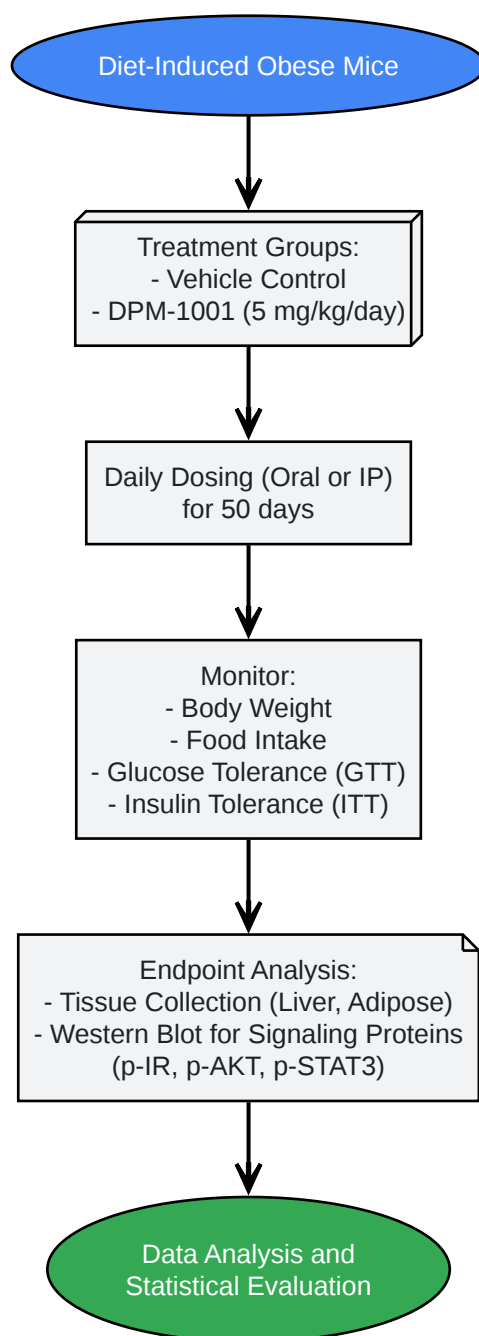 Diet-Induced Obese Mice
Treatment Groups:
- Vehicle Control
- DPM-1001 (5 mg/kg/day)
Daily Dosing (Oral or IP)
for 50 days
Monitor:
- Body Weight
- Food Intake
- Glucose Tolerance (GTT)
- Insulin Tolerance (ITT)
Endpoint Analysis:
- Tissue Collection (Liver, Adipose)
- Western Blot for Signaling Proteins
(p-IR, p-AKT, p-STAT3)
Data Analysis and
Statistical Evaluation